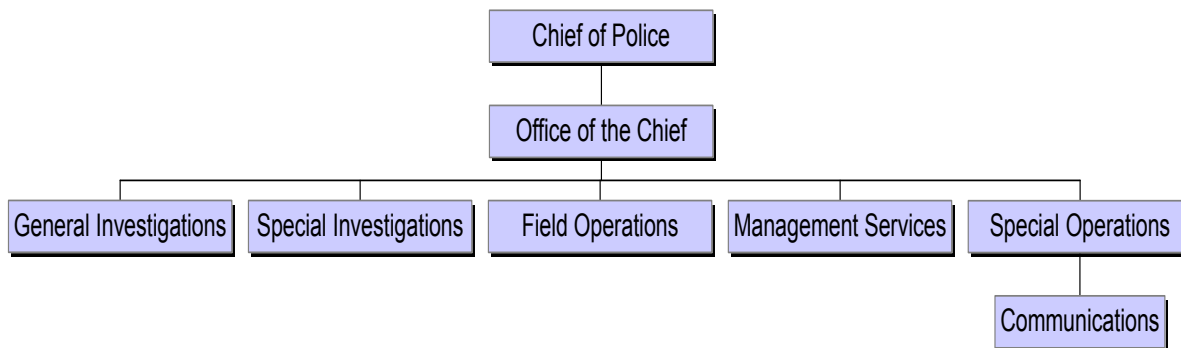 Chief of Police
Office of the Chief
General Investigations
Special Investigations
Field Operations
Management Services
Special Operations
Communications